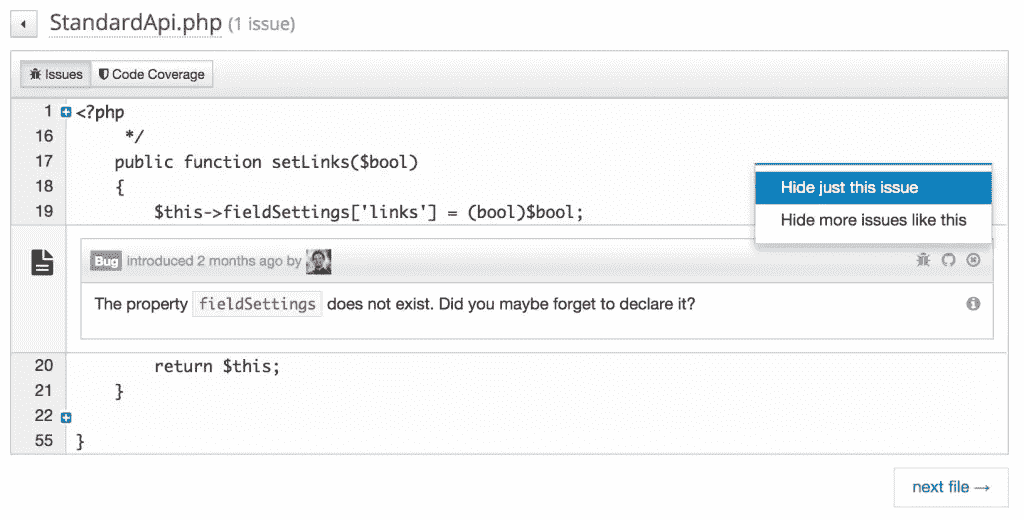 StandardApi.php (1 issue)
Issues Code Coverage
1 <?php
16 */
17 public function setLinks($bool)
18 {
19 $this->fieldSettings['links'] = (bool)$bool;
Hide just this issue
Hide more issues like this
Bug introduced 2 months ago by
The property fieldSettings does not exist. Did you maybe forget to declare it?
20 return $this;
21 }
22
55 }
next file →